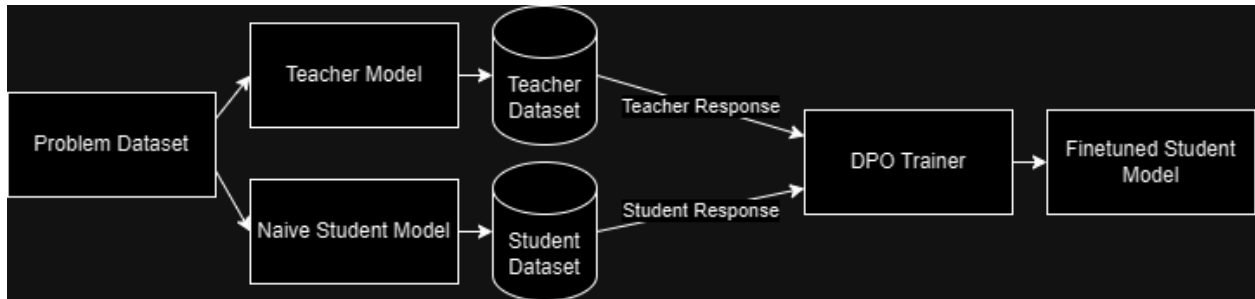 Problem Dataset
Teacher Model
Teacher
Dataset
Teacher Response
Naive Student Model
Student
Dataset
Student Response
DPO Trainer
Finetuned Student
Model